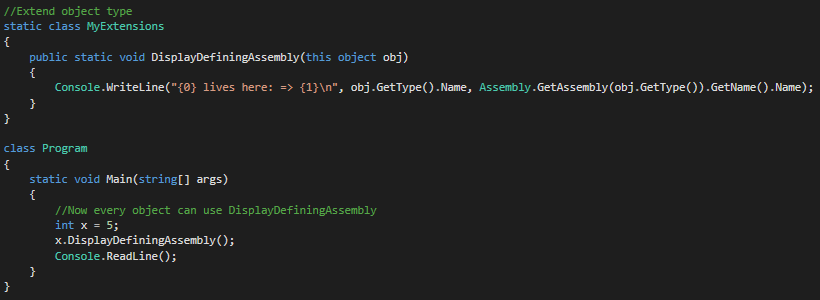 //Extend object type
static class MyExtensions
{
    public static void DisplayDefiningAssembly(this object obj)
    {
        Console.WriteLine("{0} lives here: => {1}\n", obj.GetType().Name, Assembly.GetAssembly(obj.GetType()).GetName().Name);
    }
}

class Program
{
    static void Main(string[] args)
    {
        //Now every object can use DisplayDefiningAssembly
        int x = 5;
        x.DisplayDefiningAssembly();
        Console.ReadLine();
    }
}